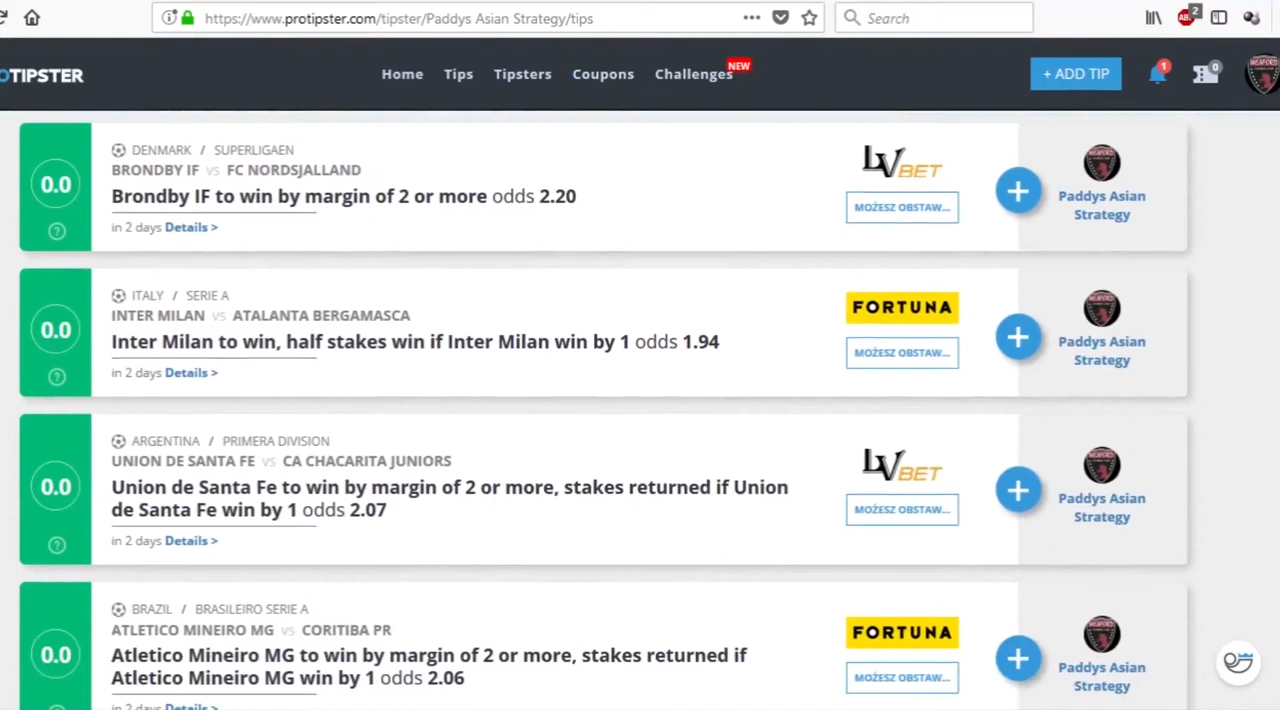 https://www.protipster.com/tipster/Paddys Asian Strategy/tips
Search
ABP
2
OTIPSTER
Home
Tips
Tipsters
Coupons
Challenges
NEW
+ ADD TIP
1
0
0.0
DENMARK / SUPERLIGAEN
BRONDBY IF vs FC NORDSJALLAND
Brondby IF to win by margin of 2 or more odds 2.20
in 2 days Details >
LV BET
MOŻESZ OBSTAW...
Paddys Asian
Strategy
0.0
ITALY / SERIE A
INTER MILAN vs ATALANTA BERGAMASCA
Inter Milan to win, half stakes win if Inter Milan win by 1 odds 1.94
in 2 days Details >
FORTUNA
MOŻESZ OBSTAW...
Paddys Asian
Strategy
0.0
ARGENTINA / PRIMERA DIVISION
UNION DE SANTA FE vs CA CHACARITA JUNIORS
Union de Santa Fe to win by margin of 2 or more, stakes returned if Union
de Santa Fe win by 1 odds 2.07
in 2 days Details >
LV BET
MOŻESZ OBSTAW...
Paddys Asian
Strategy
0.0
BRAZIL / BRASILEIRO SERIE A
ATLETICO MINEIRO MG vs CORITIBA PR
Atletico Mineiro MG to win by margin of 2 or more, stakes returned if
Atletico Mineiro MG win by 1 odds 2.06
in 2 days Details >
FORTUNA
MOŻESZ OBSTAW...
Paddys Asian
Strategy